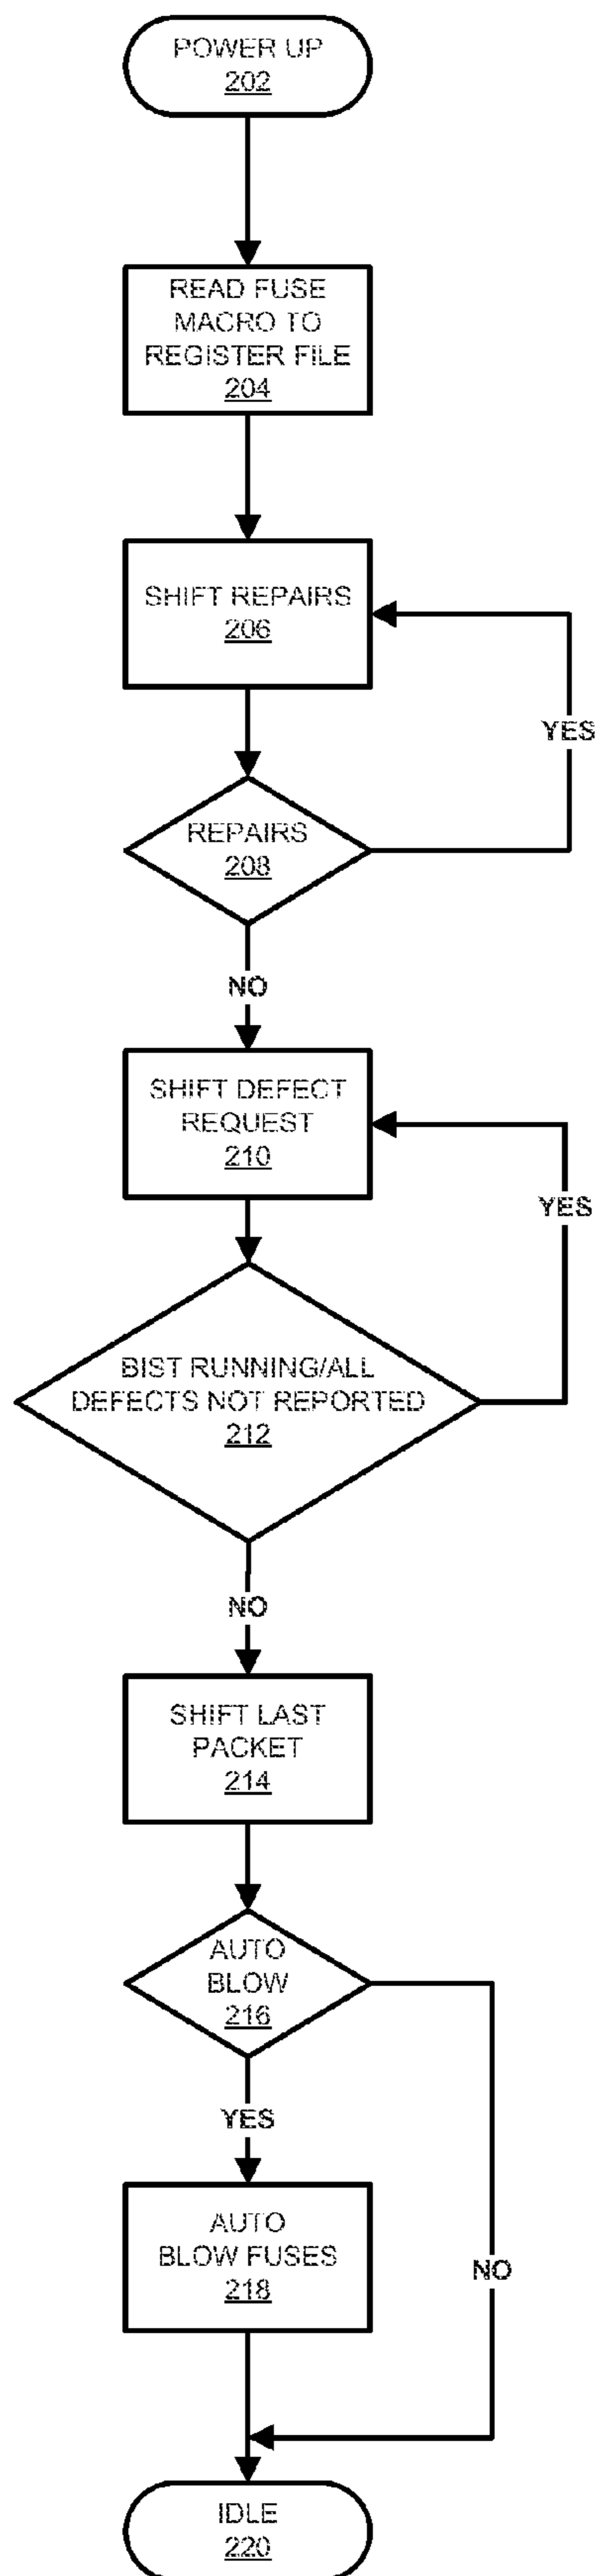 POWER UP
202
READ FUSE
MACRO TO
REGISTER FILE
204
SHIFT REPAIRS
206
YES
REPAIRS
208
NO
SHIFT DEFECT
REQUEST
210
YES
BIST RUNNING/ALL
DEFECTS NOT REPORTED
212
NO
SHIFT LAST
PACKET
214
AUTO
BLOW
216
YES
AUTO
BLOW FUSES
218
NO
IDLE
220